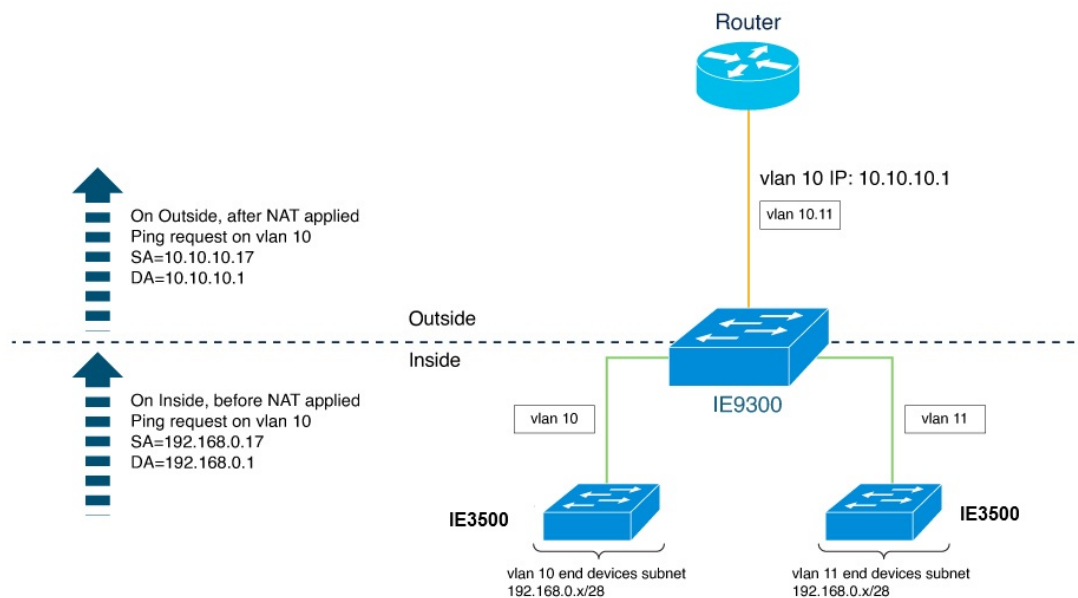 Router
vlan 10 IP: 10.10.10.1
vlan 10.11
On Outside, after NAT applied
Ping request on vlan 10
SA=10.10.10.17
DA=10.10.10.1
Outside
Inside
On Inside, before NAT applied
Ping request on vlan 10
SA=192.168.0.17
DA=192.168.0.1
IE9300
vlan 10
vlan 11
IE3500
IE3500
vlan 10 end devices subnet
192.168.0.x/28
vlan 11 end devices subnet
192.168.0.x/28